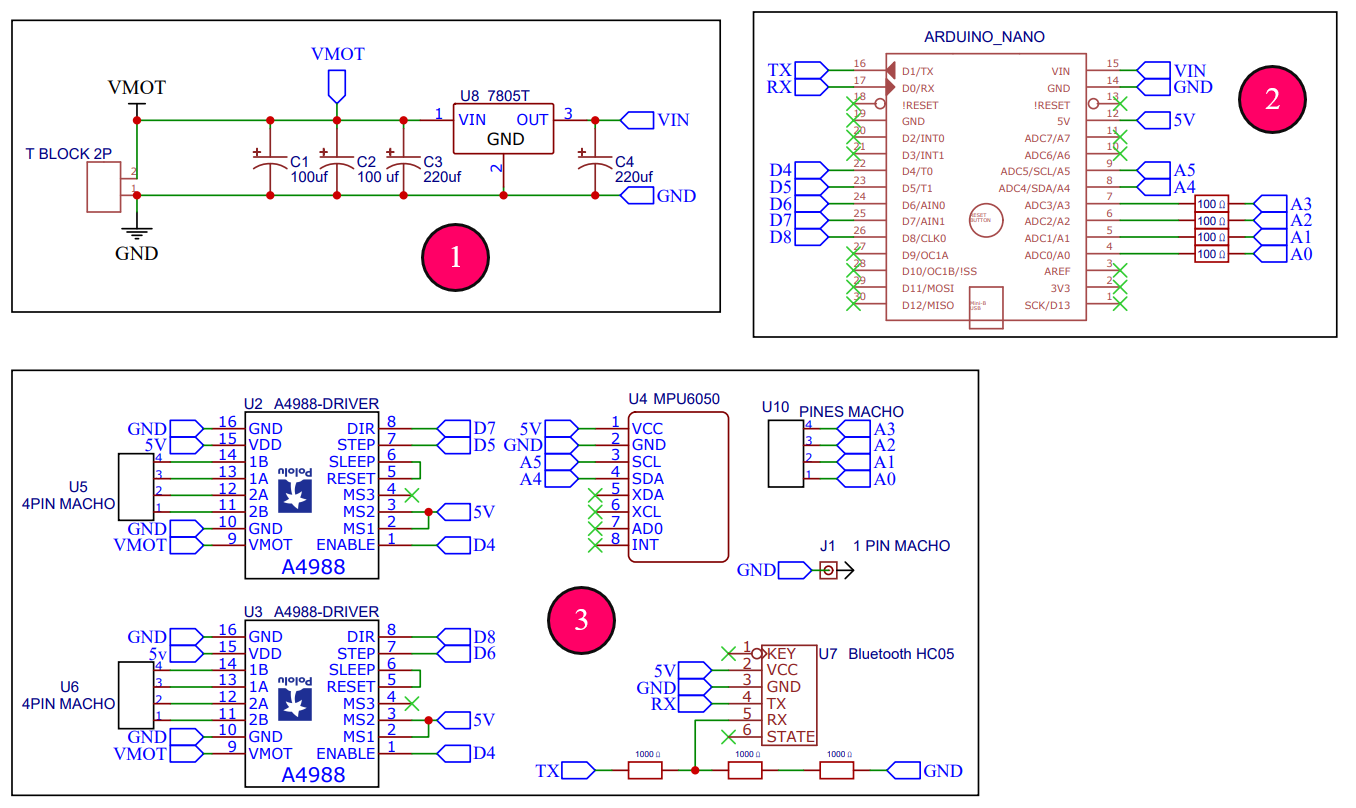 VMOT
VMOT
T BLOCK 2P
2
1
GND
C1
100uf
C2
100 uf
C3
220uf
U8 7805T
1 VIN OUT 3
GND
2
C4
220uf
VIN
GND
1
ARDUINO_NANO
TX 16 D1/TX VIN 15 VIN
RX 17 D0/RX GND 14 GND
18 !RESET !RESET 13
19 GND 5V 12 5V
20 D2/INT0 ADC7/A7 11
21 D3/INT1 ADC6/A6 10
D4 22 D4/T0 ADC5/SCL/A5 9 A5
D5 23 D5/T1 ADC4/SDA/A4 8 A4
D6 24 D6/AIN0 ADC3/A3 7 100 Ω A3
D7 25 D7/AIN1 ADC2/A2 6 100 Ω A2
D8 26 D8/CLK0 ADC1/A1 5 100 Ω A1
27 D9/OC1A ADC0/A0 4 100 Ω A0
28 D10/OC1B/!SS AREF 3
29 D11/MOSI 3V3 2
30 D12/MISO SCK/D13 1
RESET
BUTTON
Mini-B
USB
2
U2 A4988-DRIVER
GND 16 GND DIR 8 D7
5V 15 VDD STEP 7 D5
4 14 1B SLEEP 6
3 13 1A RESET 5
2 12 2A MS3 4
1 11 2B MS2 3 5V
GND 10 GND MS1 2
VMOT 9 VMOT ENABLE 1 D4
Pololu
A4988
U5
4PIN MACHO
U4 MPU6050
5V 1 VCC
GND 2 GND
A5 3 SCL
A4 4 SDA
5 XDA
6 XCL
7 AD0
8 INT
U10 PINES MACHO
4 A3
3 A2
2 A1
1 A0
J1 1 PIN MACHO
GND
3
U3 A4988-DRIVER
GND 16 GND DIR 8 D8
5v 15 VDD STEP 7 D6
4 14 1B SLEEP 6
3 13 1A RESET 5
2 12 2A MS3 4
1 11 2B MS2 3 5V
GND 10 GND MS1 2
VMOT 9 VMOT ENABLE 1 D4
Pololu
A4988
U6
4PIN MACHO
U7 Bluetooth HC05
1 KEY
5V 2 VCC
GND 3 GND
RX 4 TX
5 RX
6 STATE
TX 1000 Ω 1000 Ω 1000 Ω GND